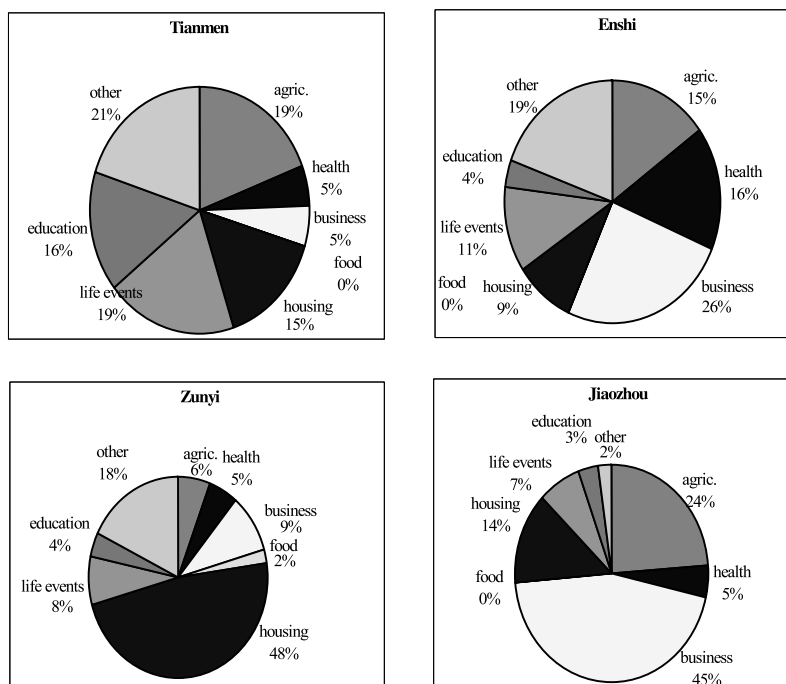 Tianmen
other
21%
agric.
19%
health
5%
business
5%
food
0%
housing
15%
life events
19%
education
16%
Enshi
other
19%
agric.
15%
health
16%
business
26%
housing
9%
food
0%
life events
11%
education
4%
Zunyi
other
18%
agric.
6%
health
5%
business
9%
food
2%
housing
48%
life events
8%
education
4%
Jiaozhou
education
3%
other
2%
agric.
24%
health
5%
business
45%
food
0%
housing
14%
life events
7%